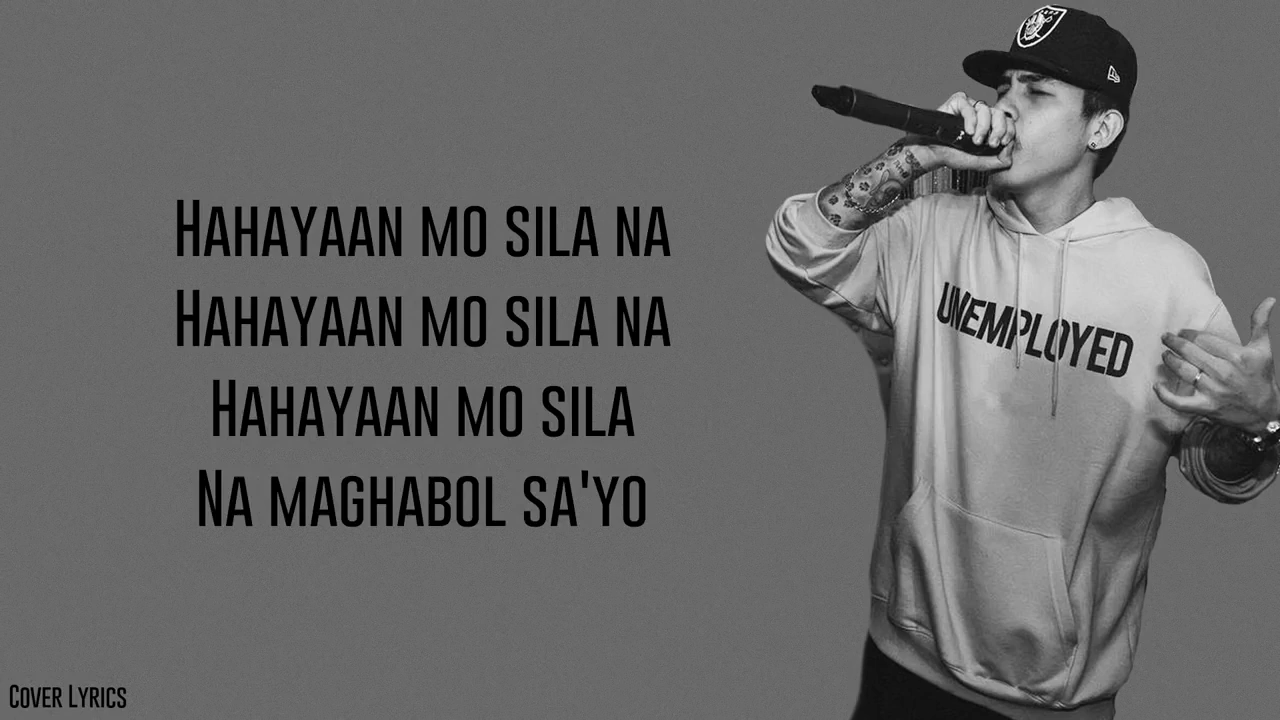 Hahayaan mo sila na
Hahayaan mo sila na
Hahayaan mo sila
Na maghabol sa'yo
UNEMPLOYED
Cover Lyrics